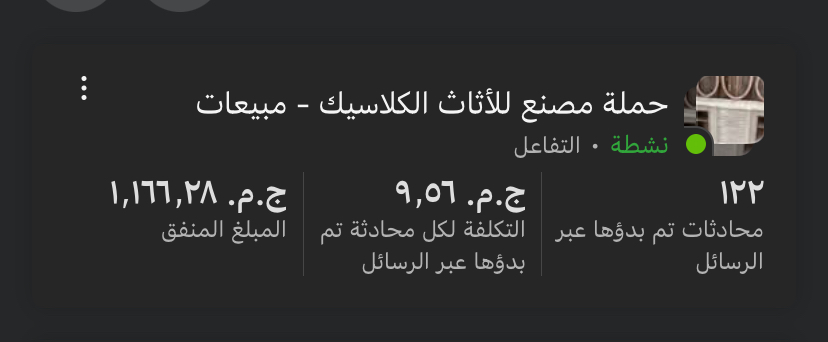 حملة مصنع للأثاث الكلاسيك - مبيعات
نشطة • التفاعل
١٢٢
محادثات تم بدؤها عبر
الرسائل
ج.م. ٩,٥٦
التكلفة لكل محادثة تم
بدؤها عبر الرسائل
ج.م. ١,١٦٦,٢٨
المبلغ المنفق